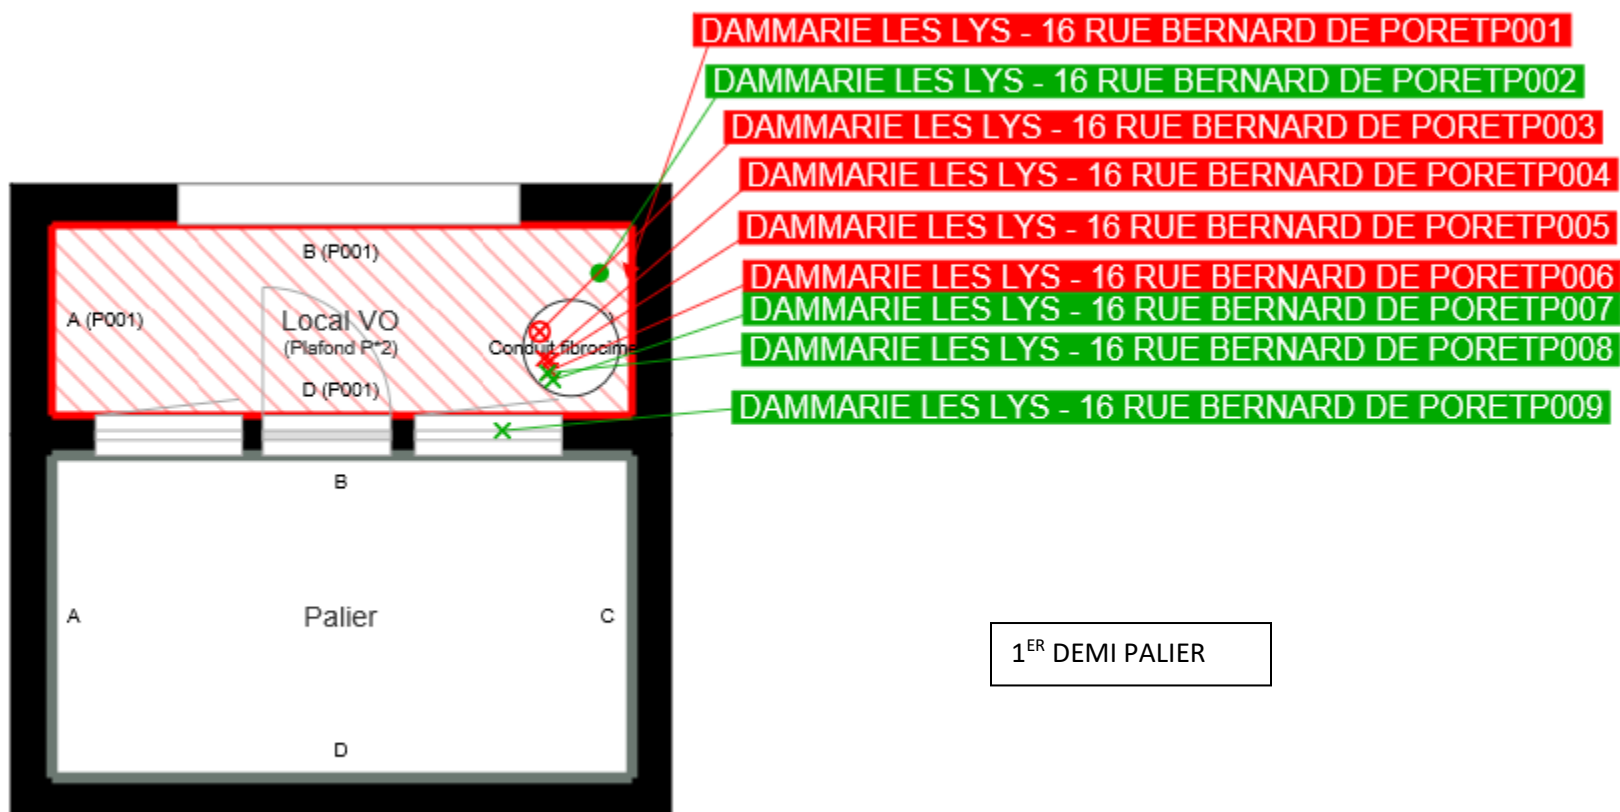 DAMMARIE LES LYS - 16 RUE BERNARD DE PORETP001
DAMMARIE LES LYS - 16 RUE BERNARD DE PORETP002
DAMMARIE LES LYS - 16 RUE BERNARD DE PORETP003
DAMMARIE LES LYS - 16 RUE BERNARD DE PORETP004
DAMMARIE LES LYS - 16 RUE BERNARD DE PORETP005
DAMMARIE LES LYS - 16 RUE BERNARD DE PORETP006
DAMMARIE LES LYS - 16 RUE BERNARD DE PORETP007
DAMMARIE LES LYS - 16 RUE BERNARD DE PORETP008
DAMMARIE LES LYS - 16 RUE BERNARD DE PORETP009
B (P001)
A (P001)
Local VO
(Plafond P*2)
Conduit fibrocime
D (P001)
B
A
Palier
C
D
1ER DEMI PALIER